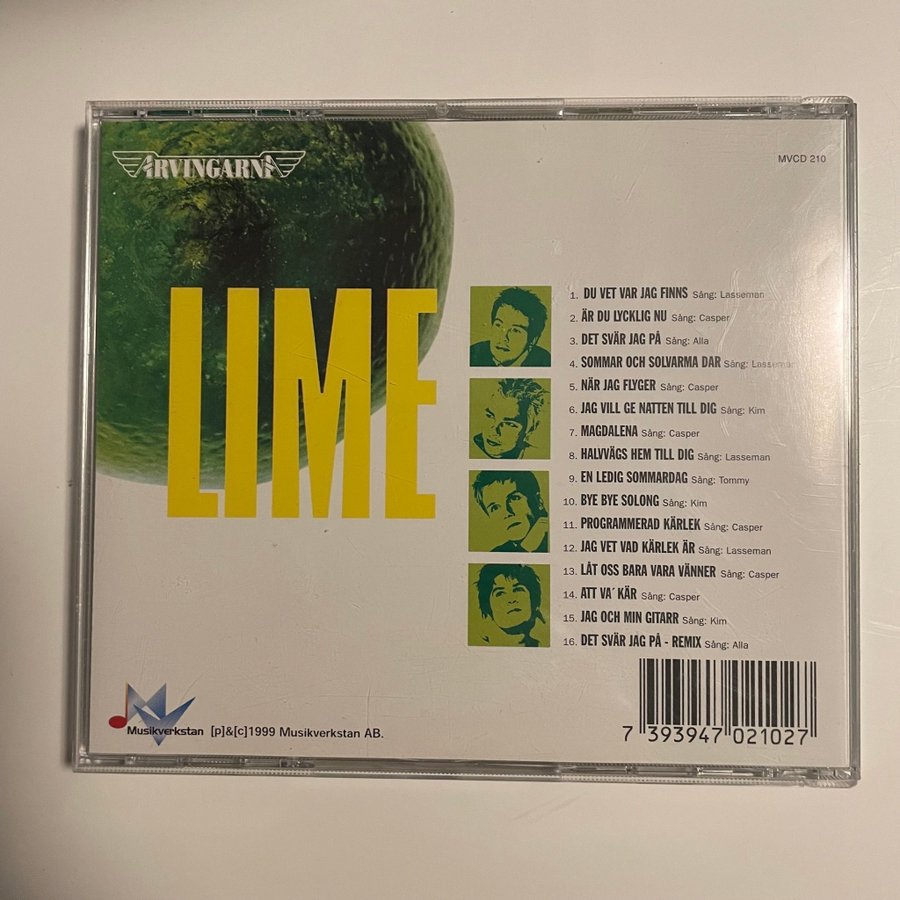 ARVINGARNA
MVCD 210
LIME
1. DU VET VAR JAG FINNS Sång: Lasseman
2. ÄR DU LYCKLIG NU Sång: Casper
3. DET SVÄR JAG PÅ Sång: Alla
4. SOMMAR OCH SOLVARMA DAR Sång: Lasseman
5. NÄR JAG FLYGER Sång: Casper
6. JAG VILL GE NATTEN TILL DIG Sång: Kim
7. MAGDALENA Sång: Casper
8. HALVVÄGS HEM TILL DIG Sång: Lasseman
9. EN LEDIG SOMMARDAG Sång: Tommy
10. BYE BYE SOLONG Sång: Kim
11. PROGRAMMERAD KÄRLEK Sång: Casper
12. JAG VET VAD KÄRLEK ÄR Sång: Lasseman
13. LÅT OSS BARA VARA VÄNNER Sång: Casper
14. ATT VA´ KÄR Sång: Casper
15. JAG OCH MIN GITARR Sång: Kim
16. DET SVÄR JAG PÅ - REMIX Sång: Alla
Musikverkstan [p]&[c]1999 Musikverkstan AB.
7 393947 021027